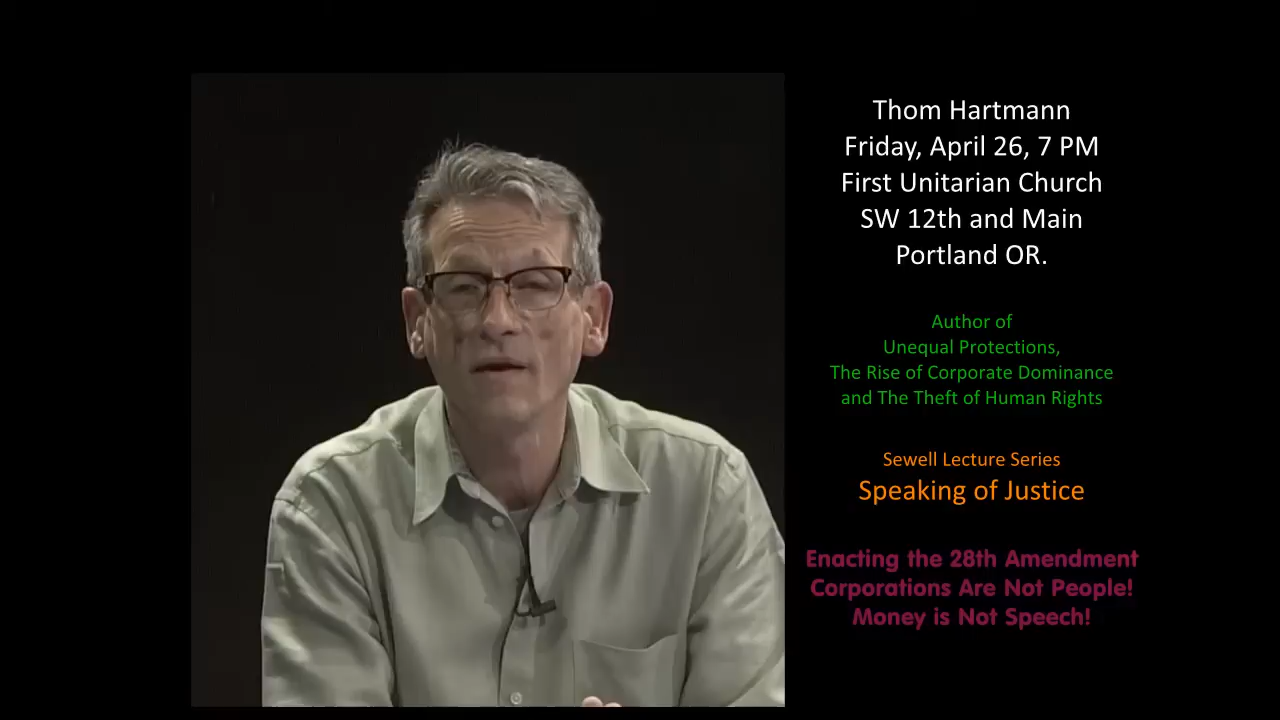 Thom Hartmann
Friday, April 26, 7 PM
First Unitarian Church
SW 12th and Main
Portland OR.
Author of
Unequal Protections,
The Rise of Corporate Dominance
and The Theft of Human Rights
Sewell Lecture Series
Speaking of Justice
Enacting the 28th Amendment
Corporations Are Not People!
Money is Not Speech!